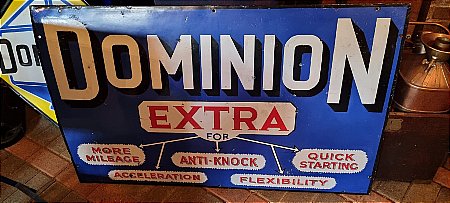 DOMINION
EXTRA
FOR
MORE
MILEAGE
ANTI-KNOCK
QUICK
STARTING
ACCELERATION
FLEXIBILITY